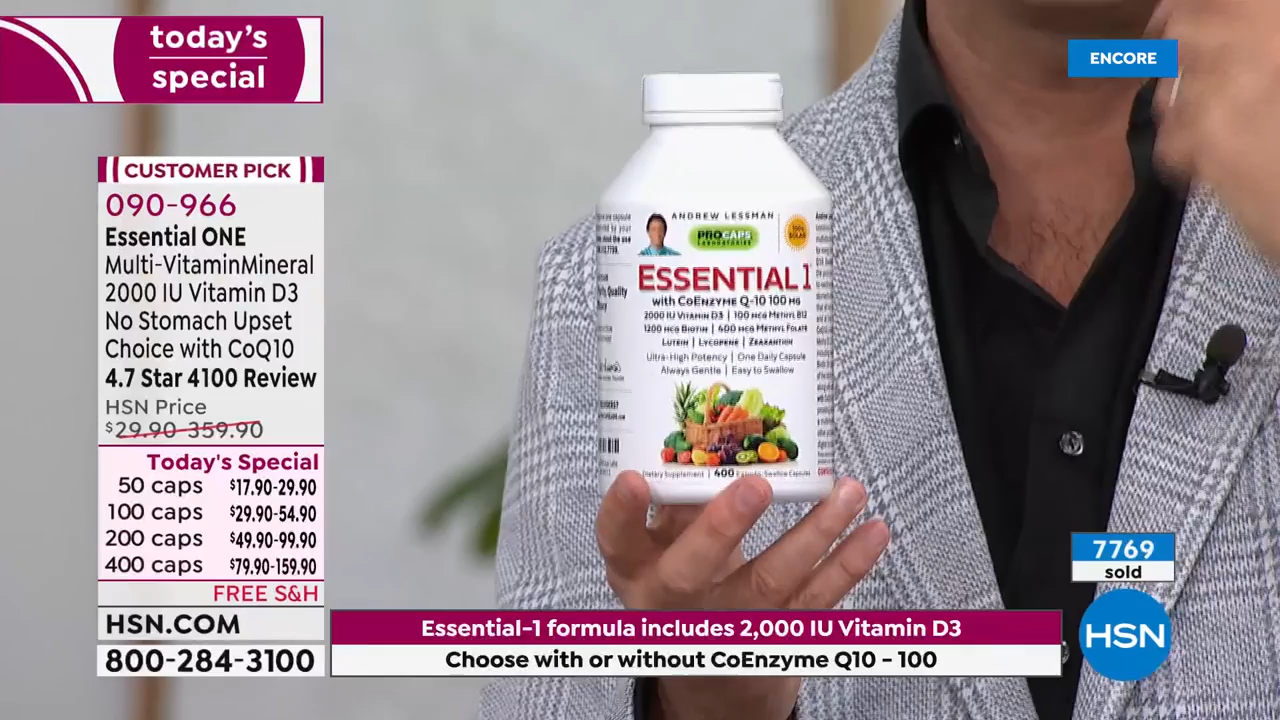 today's
special
ENCORE
CUSTOMER PICK
090-966
Essential ONE
Multi-VitaminMineral
2000 IU Vitamin D3
No Stomach Upset
Choice with CoQ10
4.7 Star 4100 Review
HSN Price
$29.90-359.90
Today's Special
50 caps $17.90-29.90
100 caps $29.90-54.90
200 caps $49.90-99.90
400 caps $79.90-159.90
FREE S&H
HSN.COM
800-284-3100
ANDREW LESSMAN
PROCAPS
LABORATORIES
ESSENTIAL 1
with COENZYME Q-10 100 MG
2000 IU VITAMIN D3 | 100 MCG METHYL B12
1200 MCG BIOTIN | 400 MCG METHYL FOLATE
LUTEIN | LYCOPENE | ZEAXANTHIN
Ultra-High Potency | One Daily Capsule
Always Gentle | Easy to Swallow
Dietary Supplement | 400
7769
sold
HSN
Essential-1 formula includes 2,000 IU Vitamin D3
Choose with or without CoEnzyme Q10 - 100